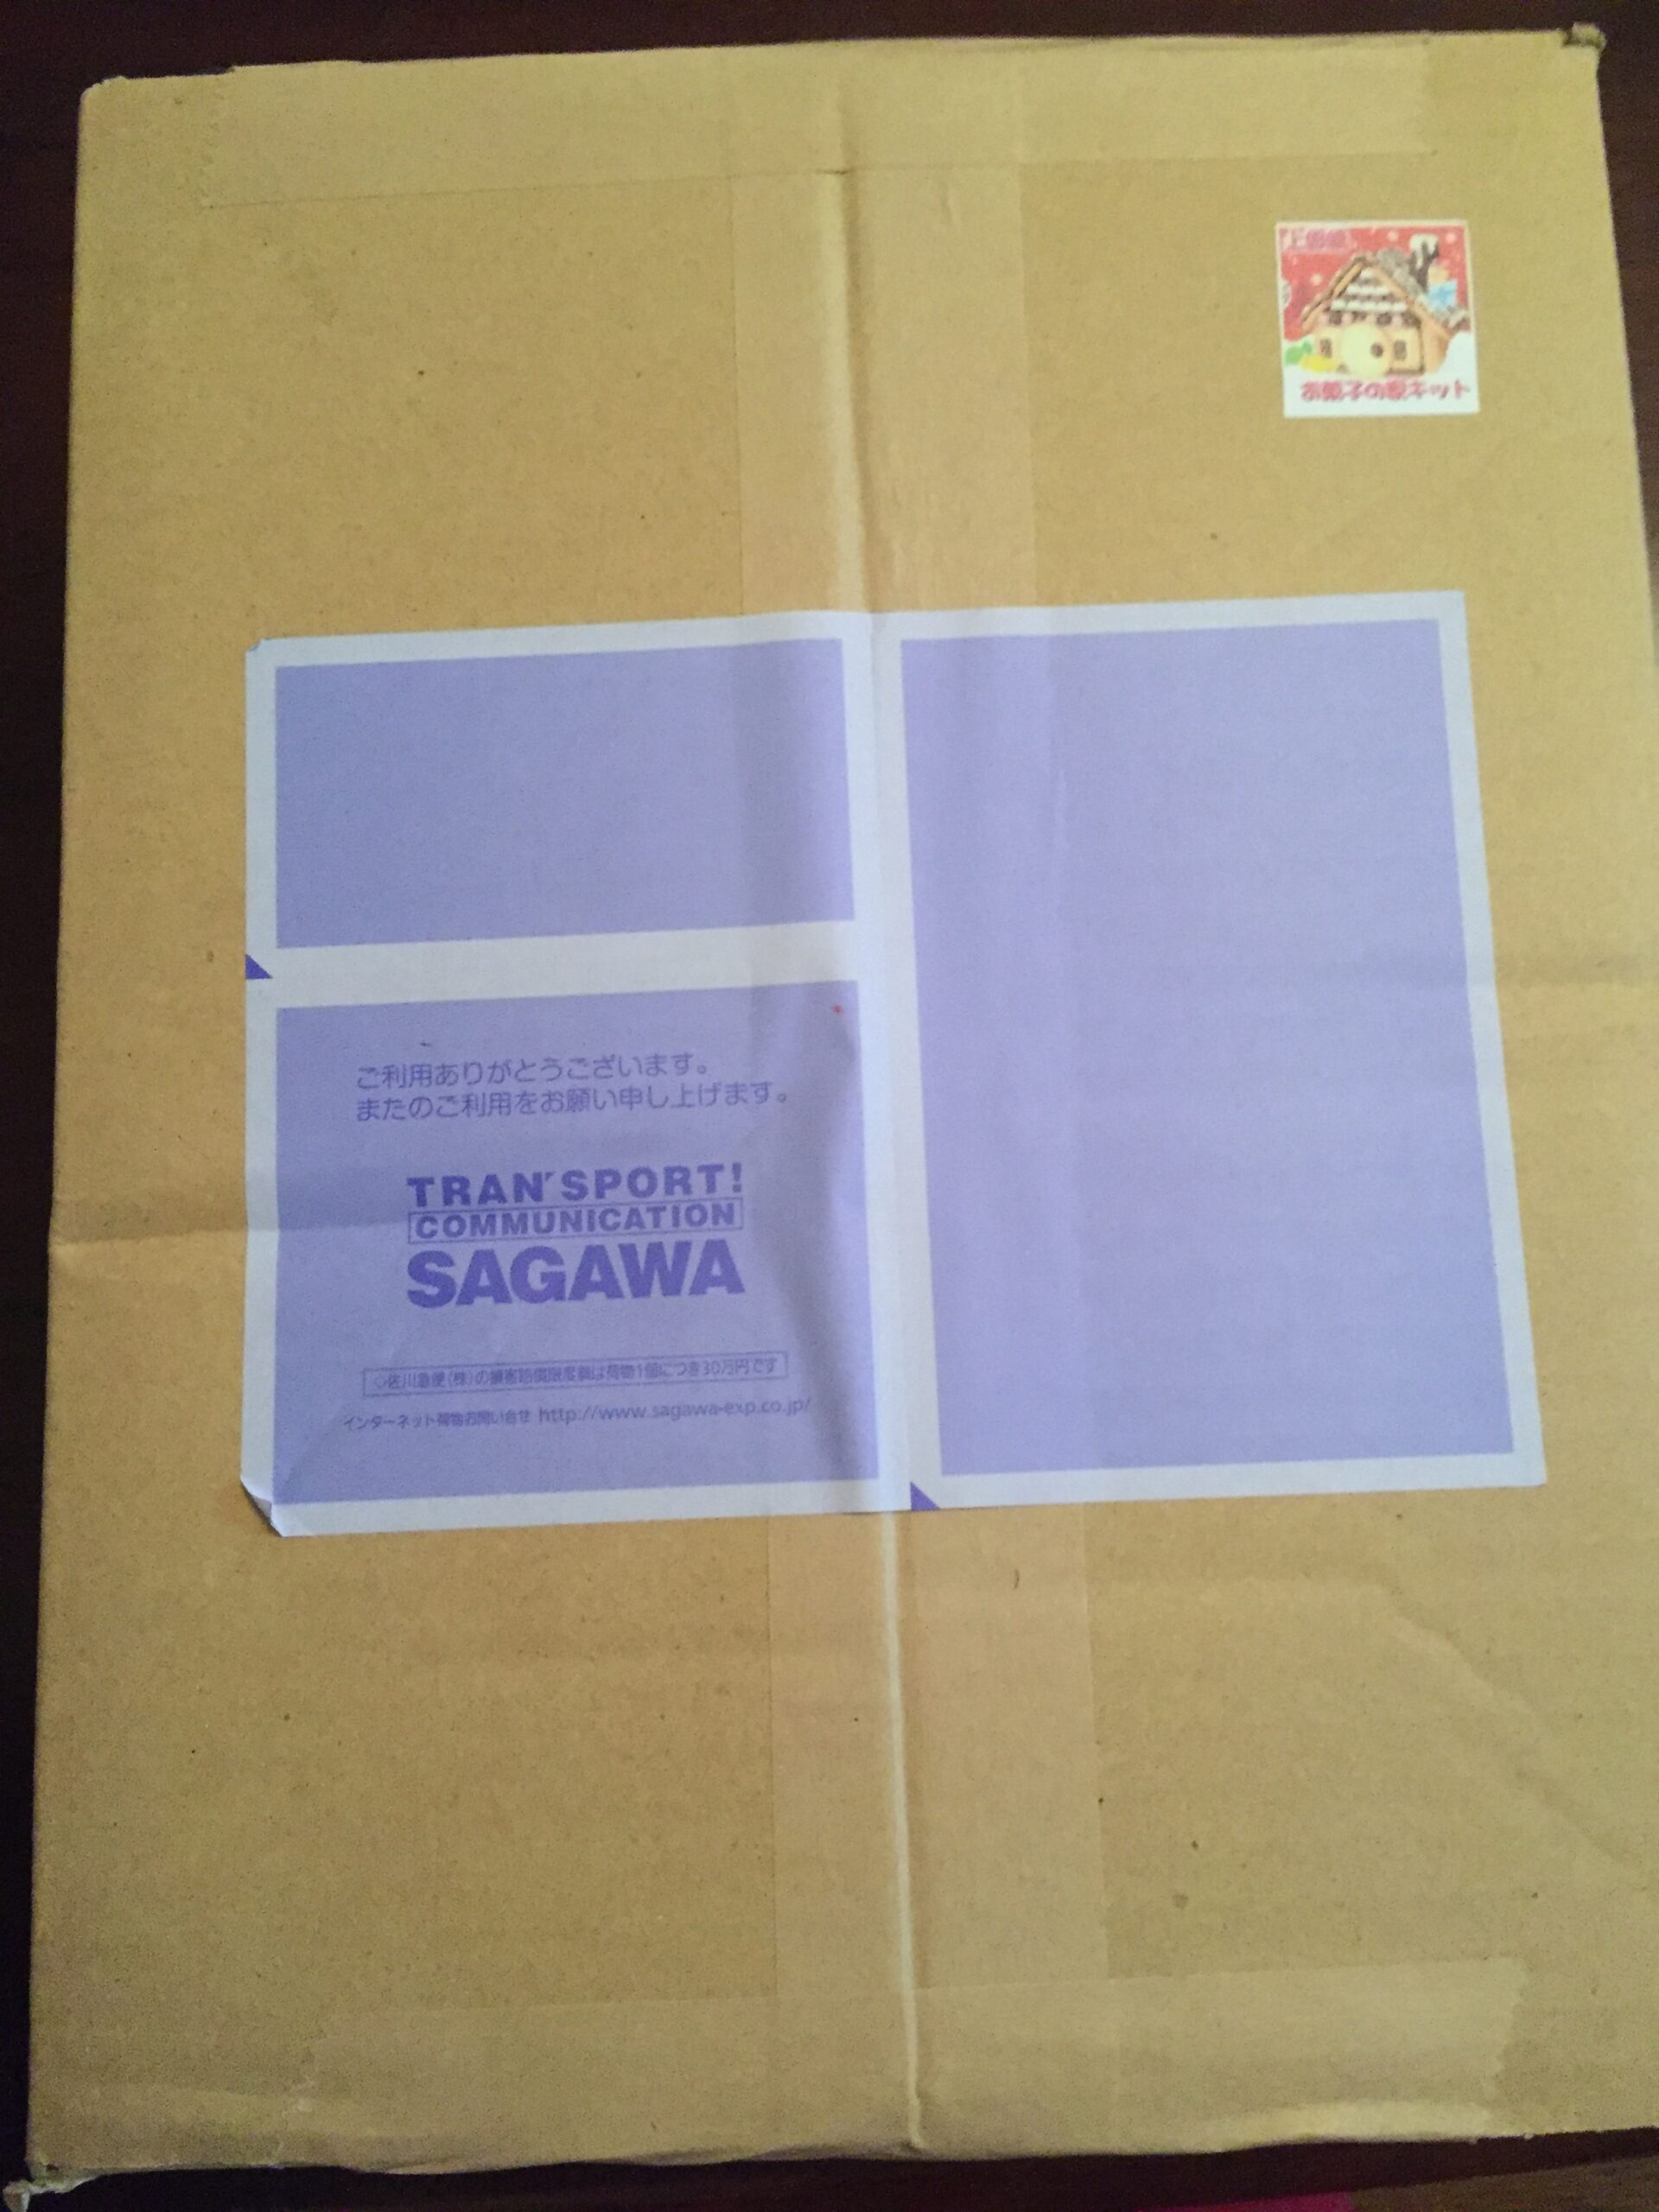 お菓子の家キット
ご利用ありがとうございます。
またのご利用をお願い申し上げます。
TRAN'SPORT!
COMMUNICATION
SAGAWA
◇佐川急便(株)の損害賠償限度額は荷物1個につき30万円です
インターネット荷物お問い合せ http://www.sagawa-exp.co.jp/